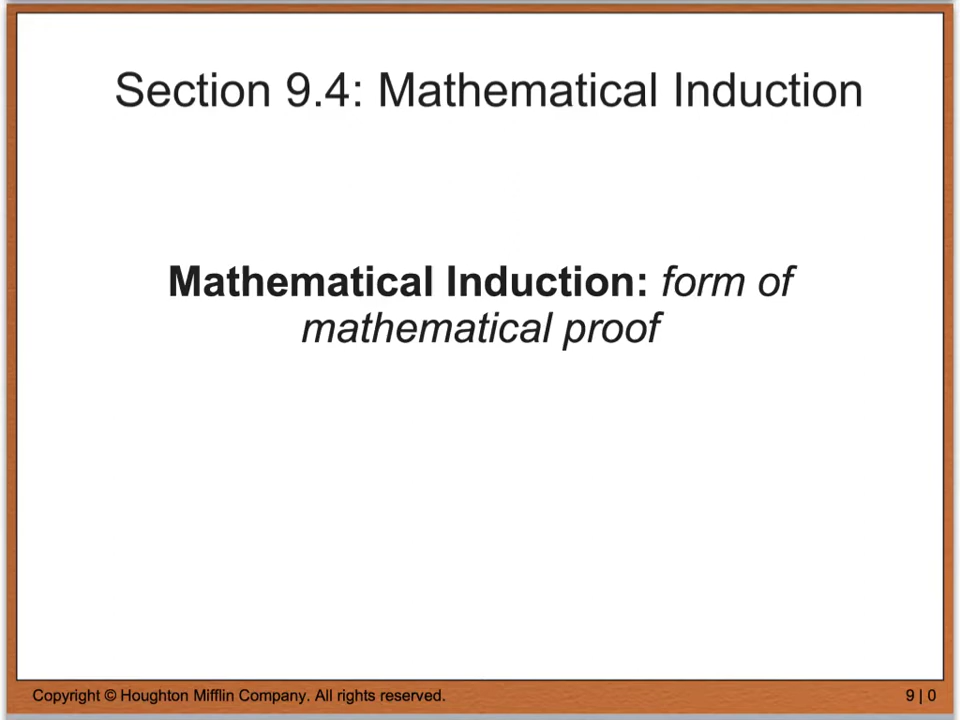 Section 9.4: Mathematical Induction
Mathematical Induction: form of
mathematical proof
Copyright © Houghton Mifflin Company. All rights reserved.
9 | 0